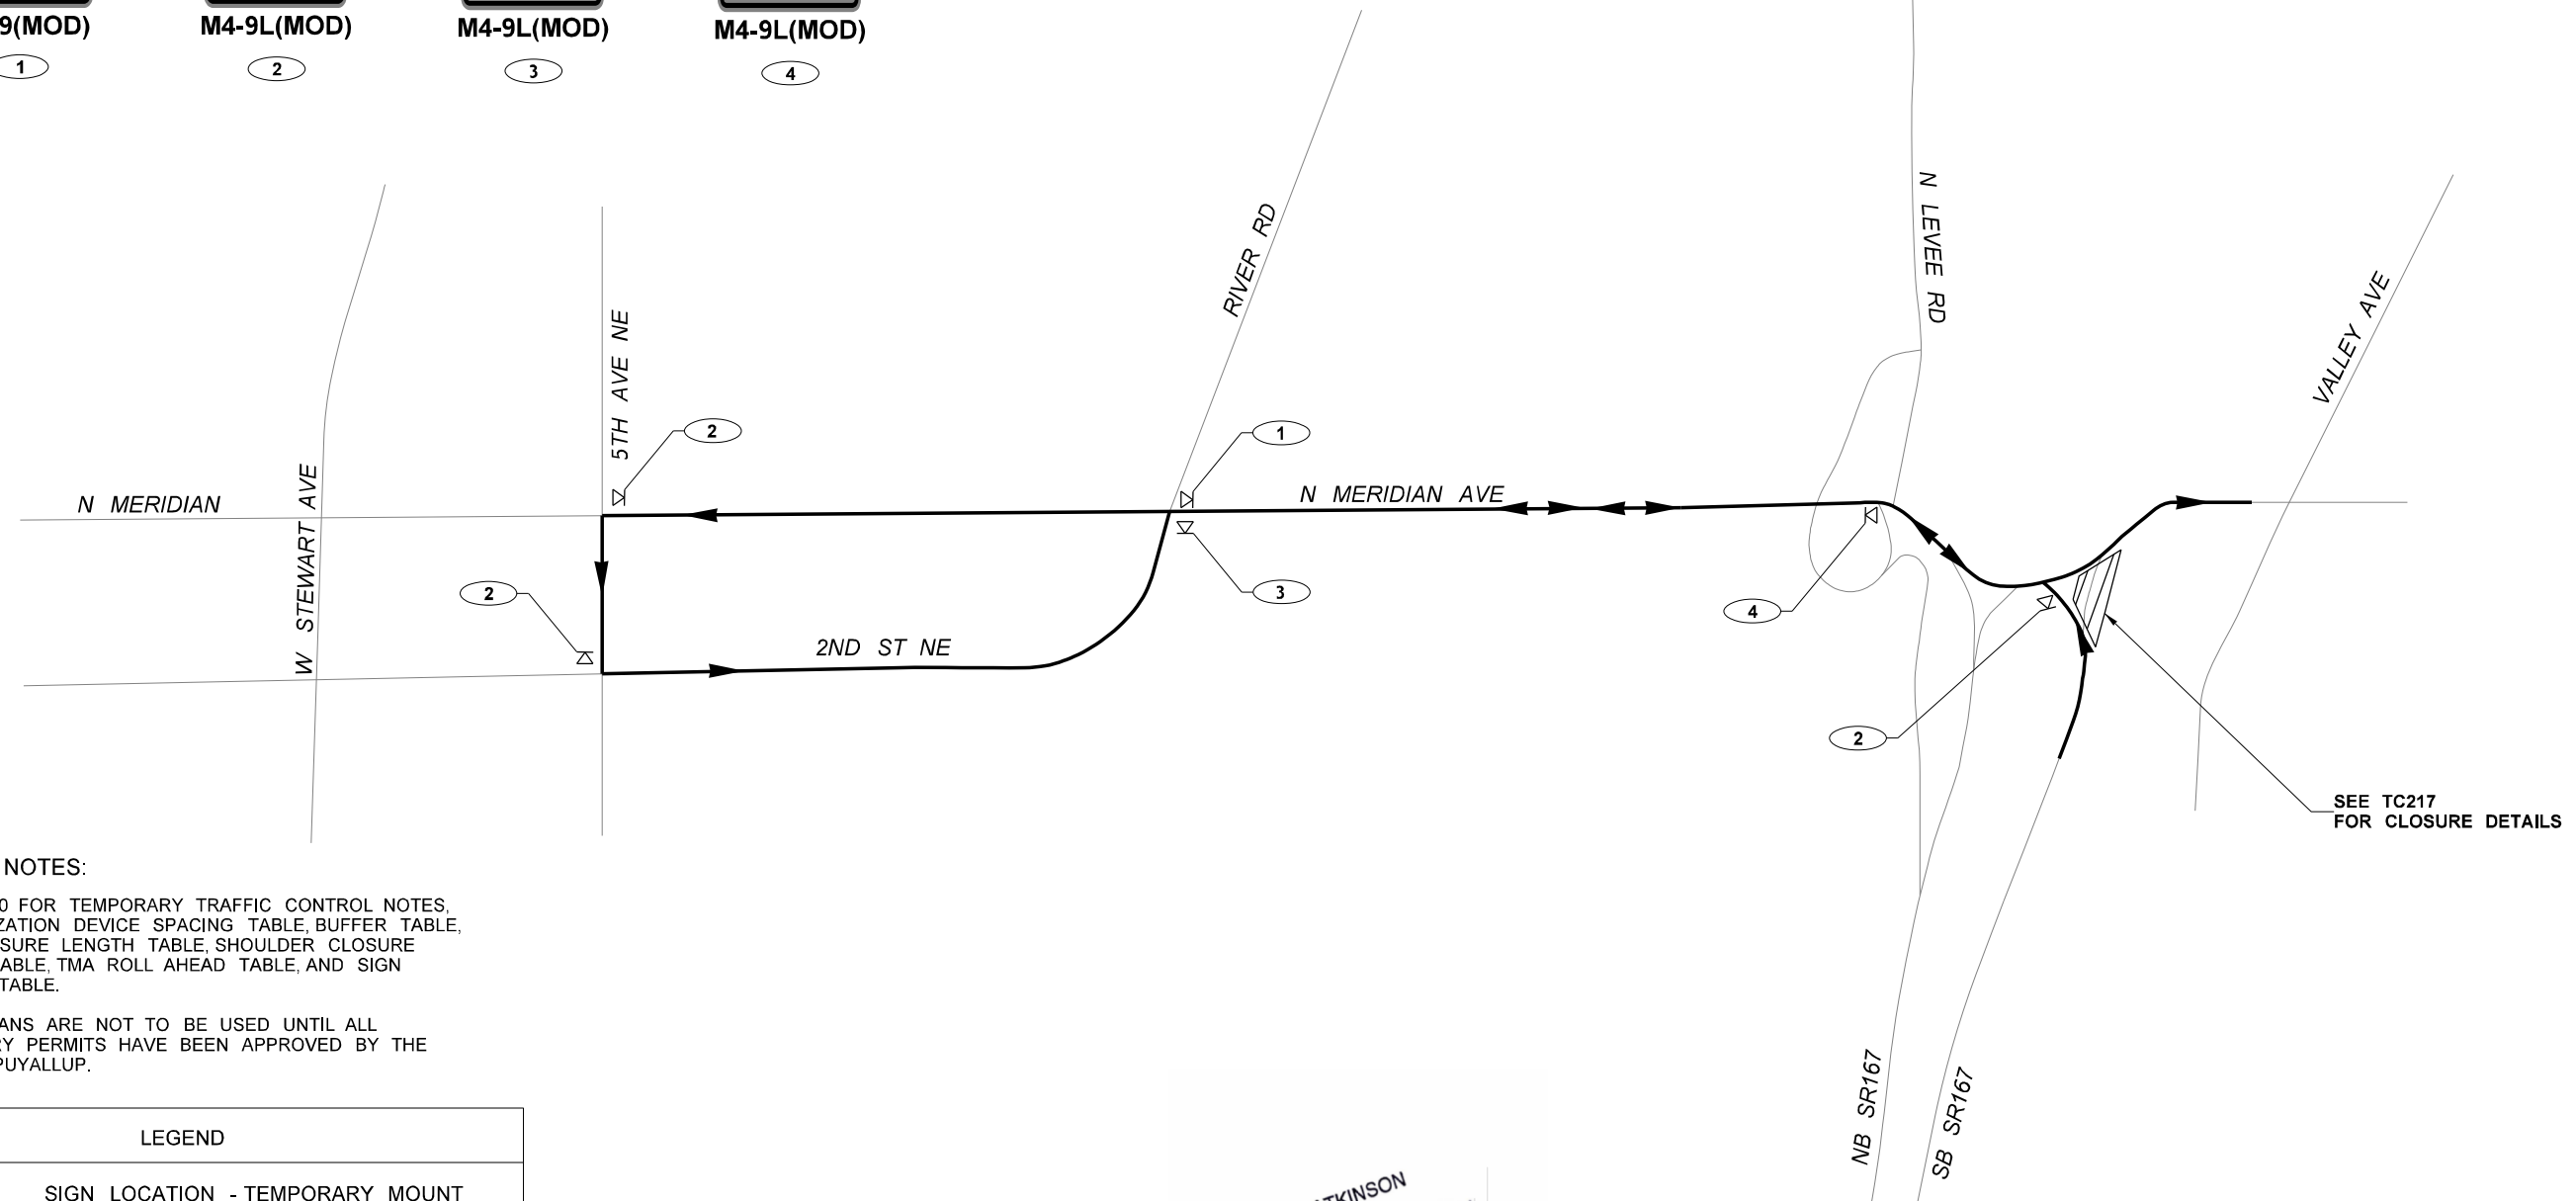 9(MOD)
M4-9L(MOD)
M4-9L(MOD)
M4-9L(MOD)
1
2
3
4
N LEVEE RD
RIVER RD
VALLEY AVE
5TH AVE NE
2
1
N MERIDIAN
W STEWART AVE
N MERIDIAN AVE
2
3
4
2ND ST NE
2
SEE TC217
FOR CLOSURE DETAILS
NOTES:
0 FOR TEMPORARY TRAFFIC CONTROL NOTES,
ZATION DEVICE SPACING TABLE, BUFFER TABLE,
SURE LENGTH TABLE, SHOULDER CLOSURE
ABLE, TMA ROLL AHEAD TABLE, AND SIGN
TABLE.
ANS ARE NOT TO BE USED UNTIL ALL
RY PERMITS HAVE BEEN APPROVED BY THE
PUYALLUP.
NB SR167
SB SR167
LEGEND
SIGN LOCATION - TEMPORARY MOUNT
TKINSON